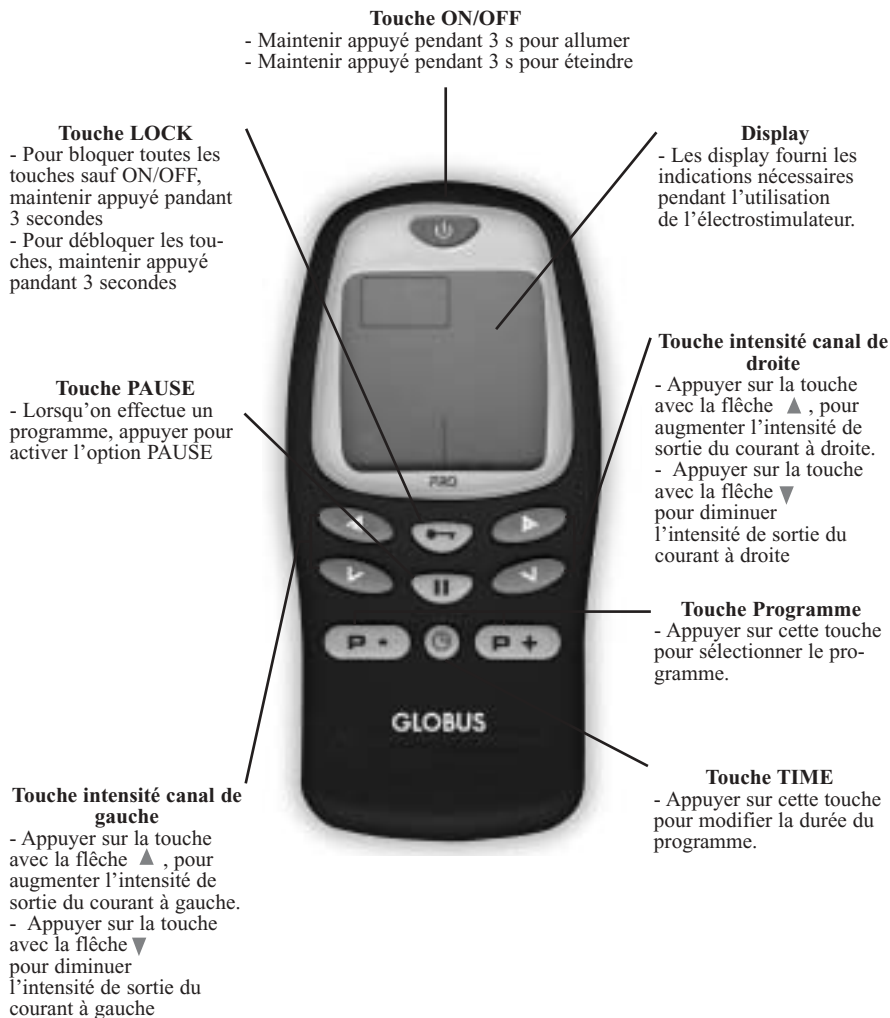 Touche ON/OFF
- Maintenir appuyé pendant 3 s pour allumer
- Maintenir appuyé pendant 3 s pour éteindre
Touche LOCK
- Pour bloquer toutes les
touches sauf ON/OFF,
maintenir appuyé pandant
3 secondes
- Pour débloquer les tou-
ches, maintenir appuyé
pandant 3 secondes
Display
- Les display fourni les
indications nécessaires
pendant l’utilisation
de l’électrostimulateur.
Touche PAUSE
- Lorsqu’on effectue un
programme, appuyer pour
activer l’option PAUSE
Touche intensité canal de
droite
- Appuyer sur la touche
avec la flêche ▲ , pour
augmenter l’intensité de
sortie du courant à droite.
- Appuyer sur la touche
avec la flêche ▼
pour diminuer
l’intensité de sortie du
courant à droite
PRO
P -
P +
GLOBUS
Touche Programme
- Appuyer sur cette touche
pour sélectionner le pro-
gramme.
Touche TIME
- Appuyer sur cette touche
pour modifier la durée du
programme.
Touche intensité canal de
gauche
- Appuyer sur la touche
avec la flêche ▲ , pour
augmenter l’intensité de
sortie du courant à gauche.
- Appuyer sur la touche
avec la flêche ▼
pour diminuer
l’intensité de sortie du
courant à gauche